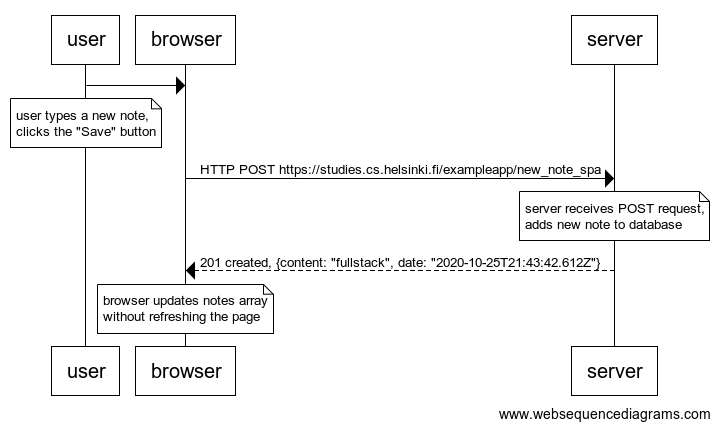 user browser server
user types a new note,
clicks the "Save" button
HTTP POST https://studies.cs.helsinki.fi/exampleapp/new_note_spa
server receives POST request,
adds new note to database
201 created, {content: "fullstack", date: "2020-10-25T21:43:42.612Z"}
browser updates notes array
without refreshing the page
user browser server
www.websequencediagrams.com